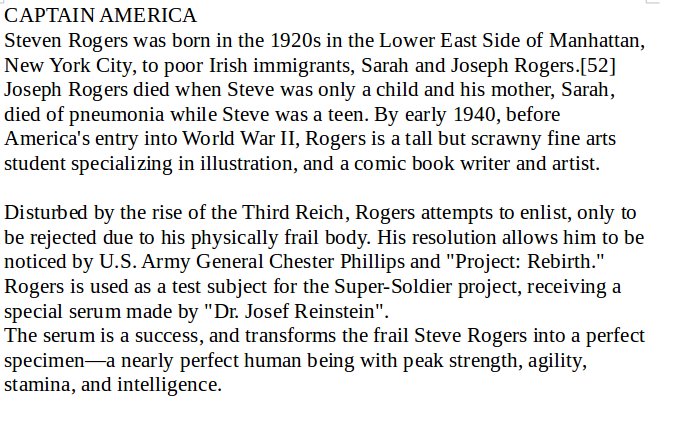 CAPTAIN AMERICA
Steven Rogers was born in the 1920s in the Lower East Side of Manhattan,
New York City, to poor Irish immigrants, Sarah and Joseph Rogers.[52]
Joseph Rogers died when Steve was only a child and his mother, Sarah,
died of pneumonia while Steve was a teen. By early 1940, before
America's entry into World War II, Rogers is a tall but scrawny fine arts
student specializing in illustration, and a comic book writer and artist.

Disturbed by the rise of the Third Reich, Rogers attempts to enlist, only to
be rejected due to his physically frail body. His resolution allows him to be
noticed by U.S. Army General Chester Phillips and "Project: Rebirth."
Rogers is used as a test subject for the Super-Soldier project, receiving a
special serum made by "Dr. Josef Reinstein".
The serum is a success, and transforms the frail Steve Rogers into a perfect
specimen—a nearly perfect human being with peak strength, agility,
stamina, and intelligence.